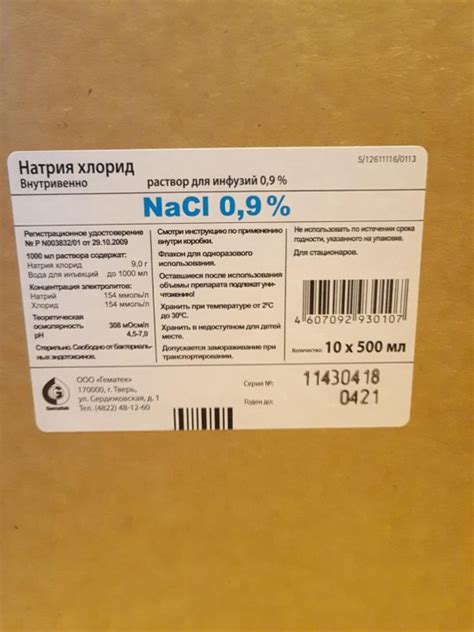 5/12611116/0113
Натрия хлорид
Внутривенно
раствор для инфузий 0,9 %
NaCl 0,9 %
Регистрационное удостоверение
№ Р N003832/01 от 29.10.2009
1000 мл раствора содержат:
Натрия хлорид 9,0 г
Вода для инъекций до 1000 мл
Концентрация электролитов:
Натрий 154 ммоль/л
Хлорид 154 ммоль/л
Теоретическая
осмолярность 308 мОсм/л
pH 4,5-7,0
Стерильно. Свободно от бактериаль-
ных эндотоксинов.
Смотри инструкцию по применению
внутри коробки.
Флакон для одноразового
использования.
Оставшиеся после использования
объемы препарата подлежат уни-
чтожению!
Хранить при температуре от 2°C
до 30°C.
Хранить в недоступном для детей
месте.
Допускается замораживание при
транспортировании.
Не использовать по истечении срока
годности, указанного на упаковке.
Для стационаров.
4 607092 930107
Количество: 10 x 500 мл
Gematek
ООО «Гематек»
170000, г. Тверь,
ул. Сердюковская, д. 1
Тел. (4822) 48-12-60
Серия №: 11430418
Годен до: 0421